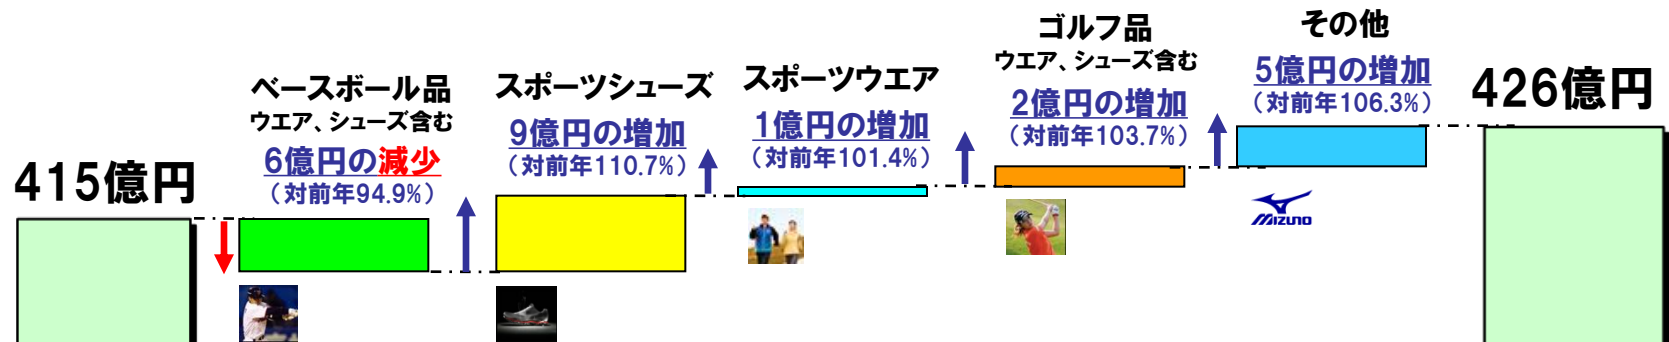 415億円
ベースボール品
ウエア、シューズ含む
6億円の減少
（対前年94.9%）
スポーツシューズ
9億円の増加
（対前年110.7%）
スポーツウエア
1億円の増加
（対前年101.4%）
ゴルフ品
ウエア、シューズ含む
2億円の増加
（対前年103.7%）
その他
5億円の増加
（対前年106.3%）
MIZUNO
426億円